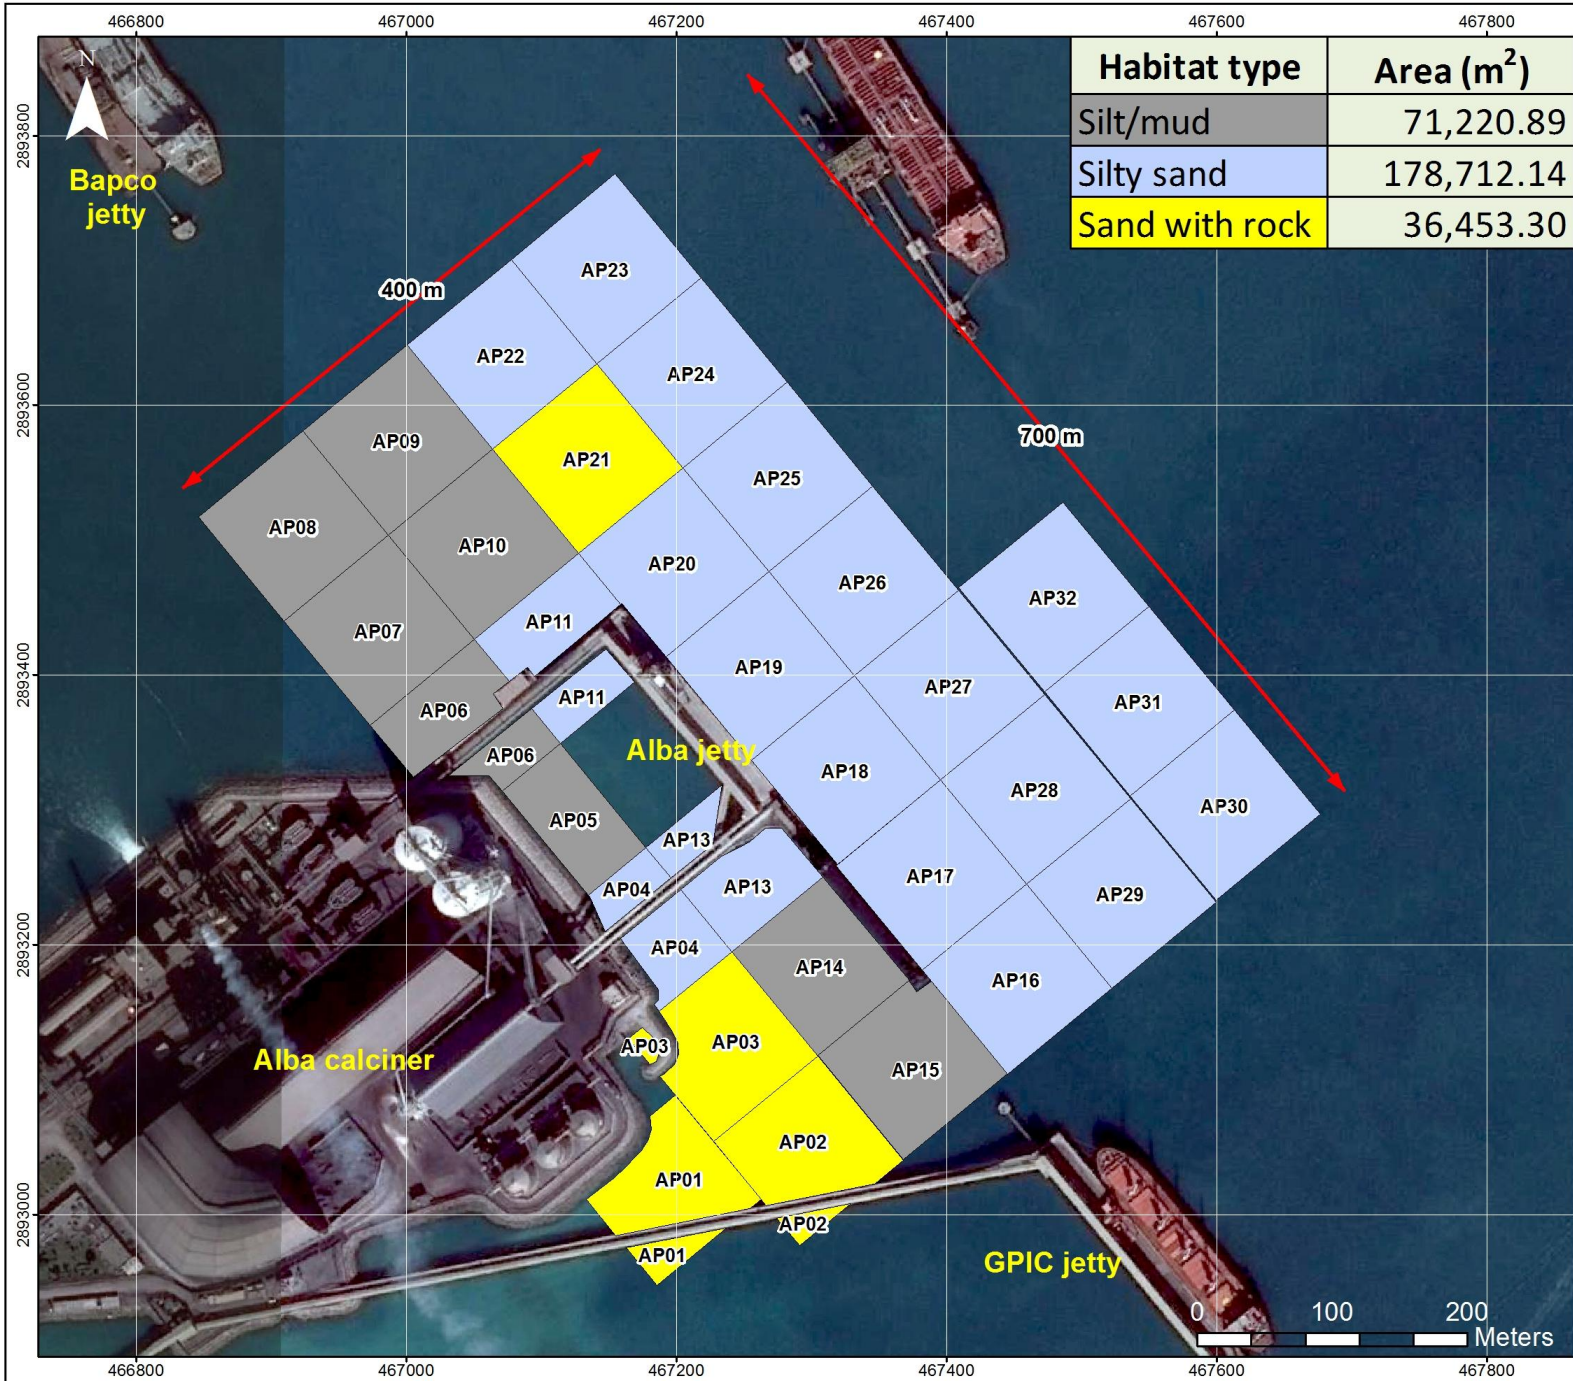 466800 467000 467200 467400 467600 467800
N
Habitat type Area (m²)
Silt/mud 71,220.89
Silty sand 178,712.14
Sand with rock 36,453.30
2893800
Bapco
jetty
AP23
400 m
AP22
AP24
2893600
700 m
AP09
AP21
AP25
AP08
AP10
AP20
AP26
AP32
AP07
AP11
AP19
AP27
2893400
AP31
AP06
AP11
AP06
Alba jetty
AP18
AP28
AP30
AP05
AP13
AP04
AP13
AP17
AP29
2893200
AP04
AP14
AP16
AP03
AP03
Alba calciner
AP15
AP02
AP01
2893000
AP02
AP01
GPIC jetty
0 100 200
Meters
466800 467000 467200 467400 467600 467800